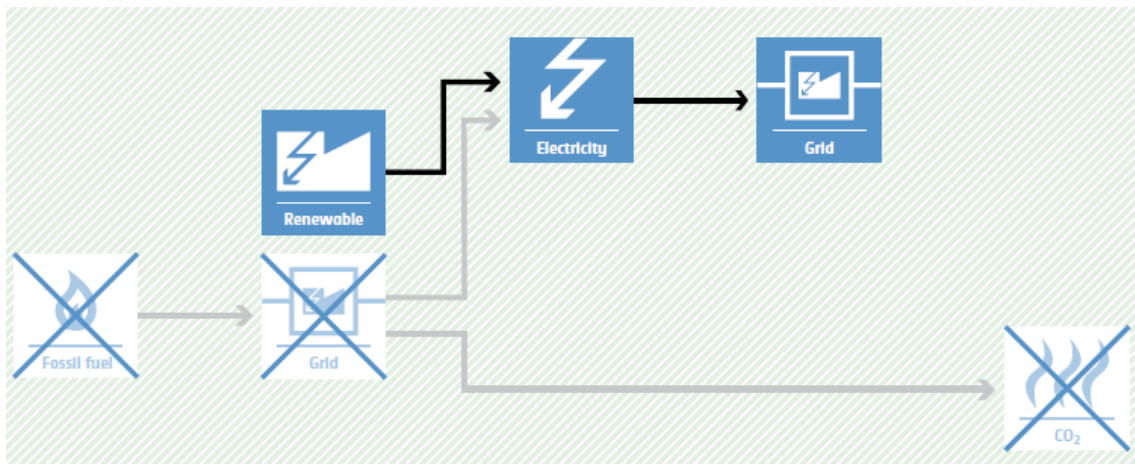 Electricity
Grid
Renewable
Fossil fuel
Grid
CO₂